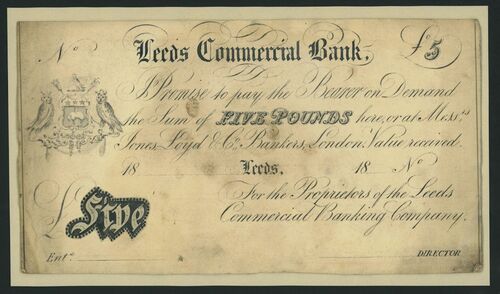 No Leeds Commercial Bank, £5
I Promise to pay the Bearer on Demand
the Sum of FIVE POUNDS here, or at Mess.rs
Jones Loyd & Co. Bankers, London Value received.
18 Leeds, 18 No
For the Proprietors of the Leeds
£ Five Commercial Banking Company.
Entd. DIRECTOR